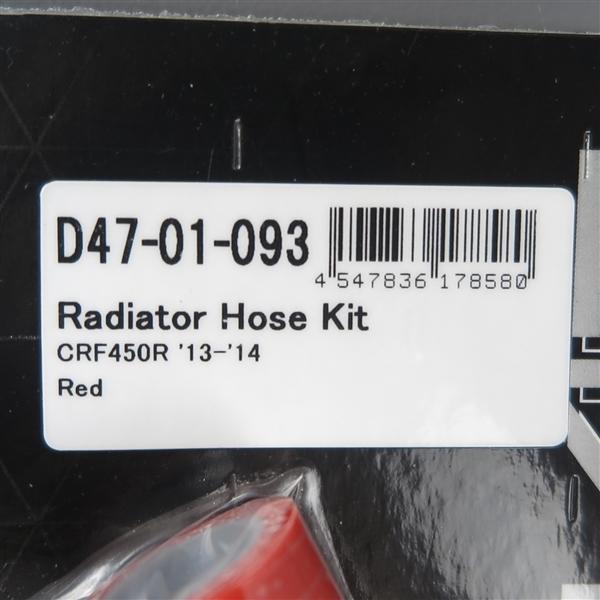 D47-01-093
4 547836 178580
Radiator Hose Kit
CRF450R '13-'14
Red